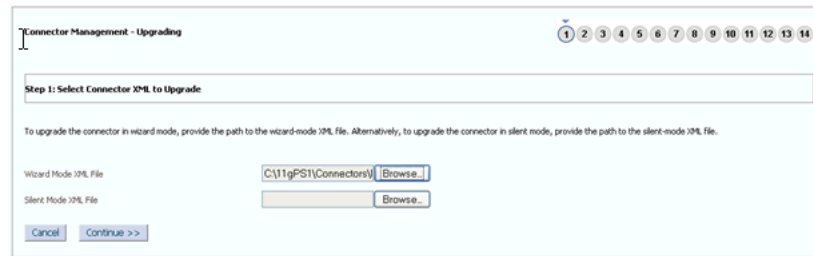 Connector Management - Upgrading
1 2 3 4 5 6 7 8 9 10 11 12 13 14
Step 1: Select Connector XML to Upgrade
To upgrade the connector in wizard mode, provide the path to the wizard-mode XML file. Alternatively, to upgrade the connector in silent mode, provide the path to the silent-mode XML file.
Wizard Mode XML File C:\11gPS1\Connectors\ Browse...
Silent Mode XML File Browse...
Cancel Continue >>